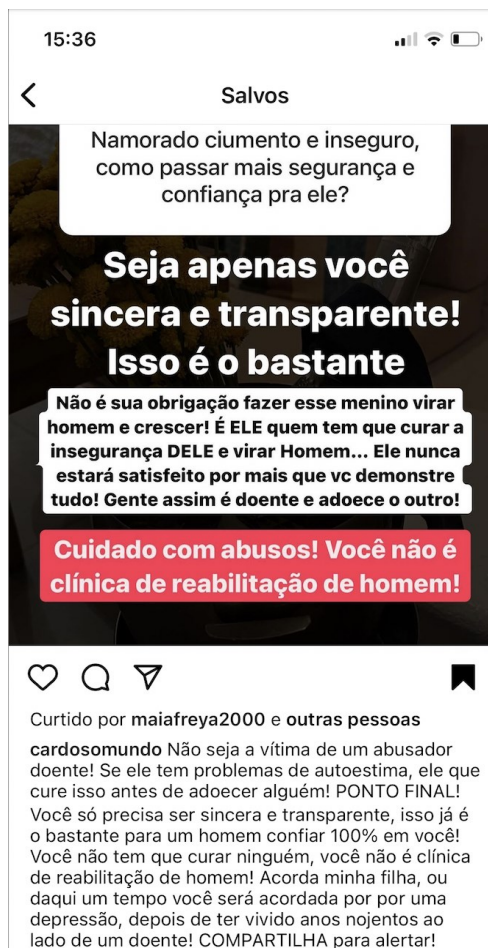 15:36
Salvos
Namorado ciumento e inseguro,
como passar mais segurança e
confiança pra ele?
Seja apenas você
sincera e transparente!
Isso é o bastante
Não é sua obrigação fazer esse menino virar
homem e crescer! É ELE quem tem que curar a
insegurança DELE e virar Homem... Ele nunca
estará satisfeito por mais que vc demonstre
tudo! Gente assim é doente e adoece o outro!
Cuidado com abusos! Você não é
clínica de reabilitação de homem!
Curtido por maiafreya2000 e outras pessoas
cardosomundo Não seja a vítima de um abusador
doente! Se ele tem problemas de autoestima, ele que
cure isso antes de adoecer alguém! PONTO FINAL!
Você só precisa ser sincera e transparente, isso já é
o bastante para um homem confiar 100% em você!
Você não tem que curar ninguém, você não é clínica
de reabilitação de homem! Acorda minha filha, ou
daqui um tempo você será acordada por por uma
depressão, depois de ter vivido anos nojentos ao
lado de um doente! COMPARTILHA para alertar!